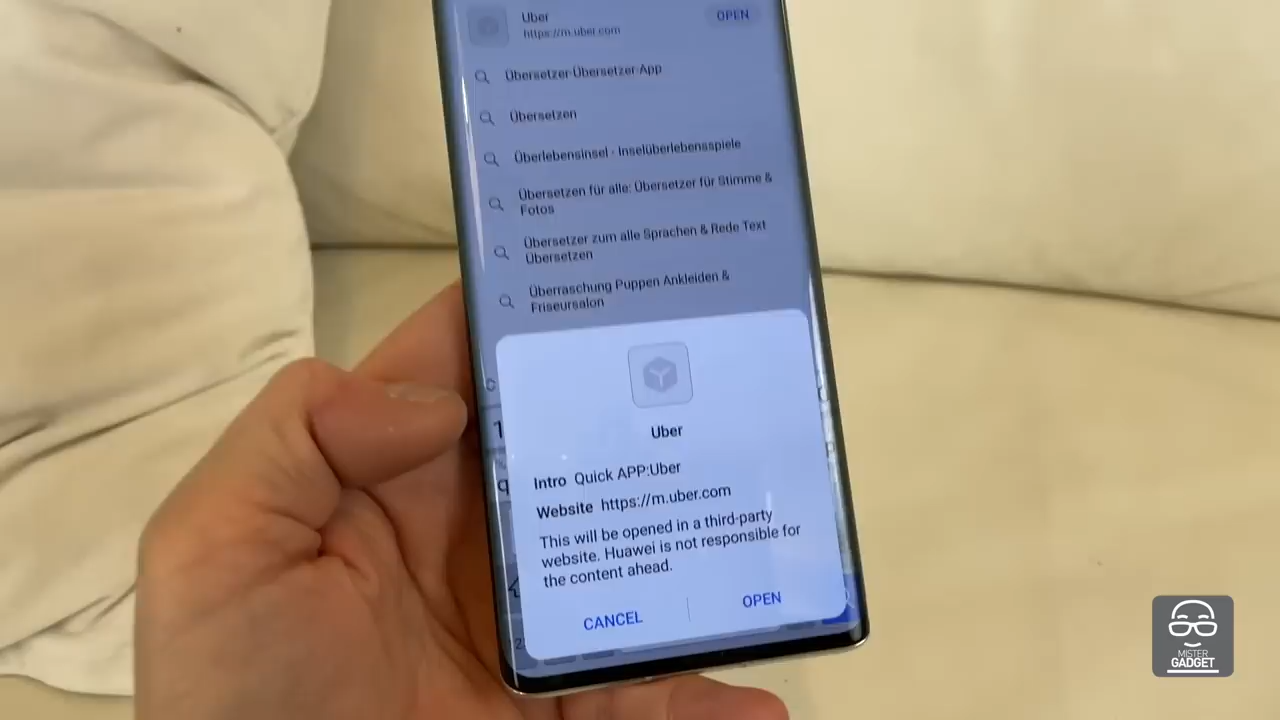 Uber
https://m.uber.com
OPEN
Übersetzer-Übersetzer-App
Übersetzen
Überlebensinsel - Inselüberlebensspiele
Übersetzen für alle: Übersetzer für Stimme &
Fotos
Übersetzer zum alle Sprachen & Rede Text
Übersetzen
Überraschung Puppen Ankleiden &
Friseursalon
Uber
Intro Quick APP:Uber
Website https://m.uber.com
This will be opened in a third-party
website. Huawei is not responsible for
the content ahead.
CANCEL
OPEN
1
q
MISTER
GADGET